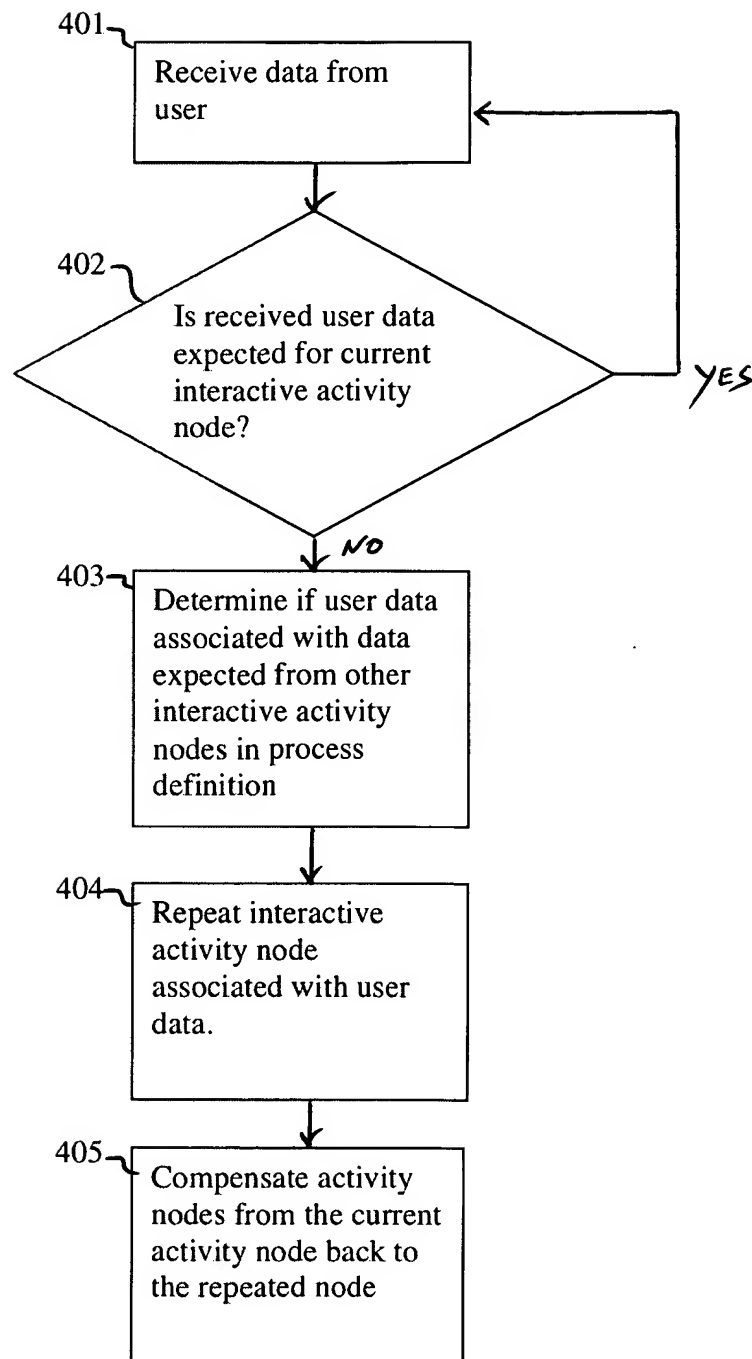 401
Receive data from
user
402
Is received user data
expected for current
interactive activity
node?
YES
NO
403
Determine if user data
associated with data
expected from other
interactive activity
nodes in process
definition
404
Repeat interactive
activity node
associated with user
data.
405
Compensate activity
nodes from the current
activity node back to
the repeated node